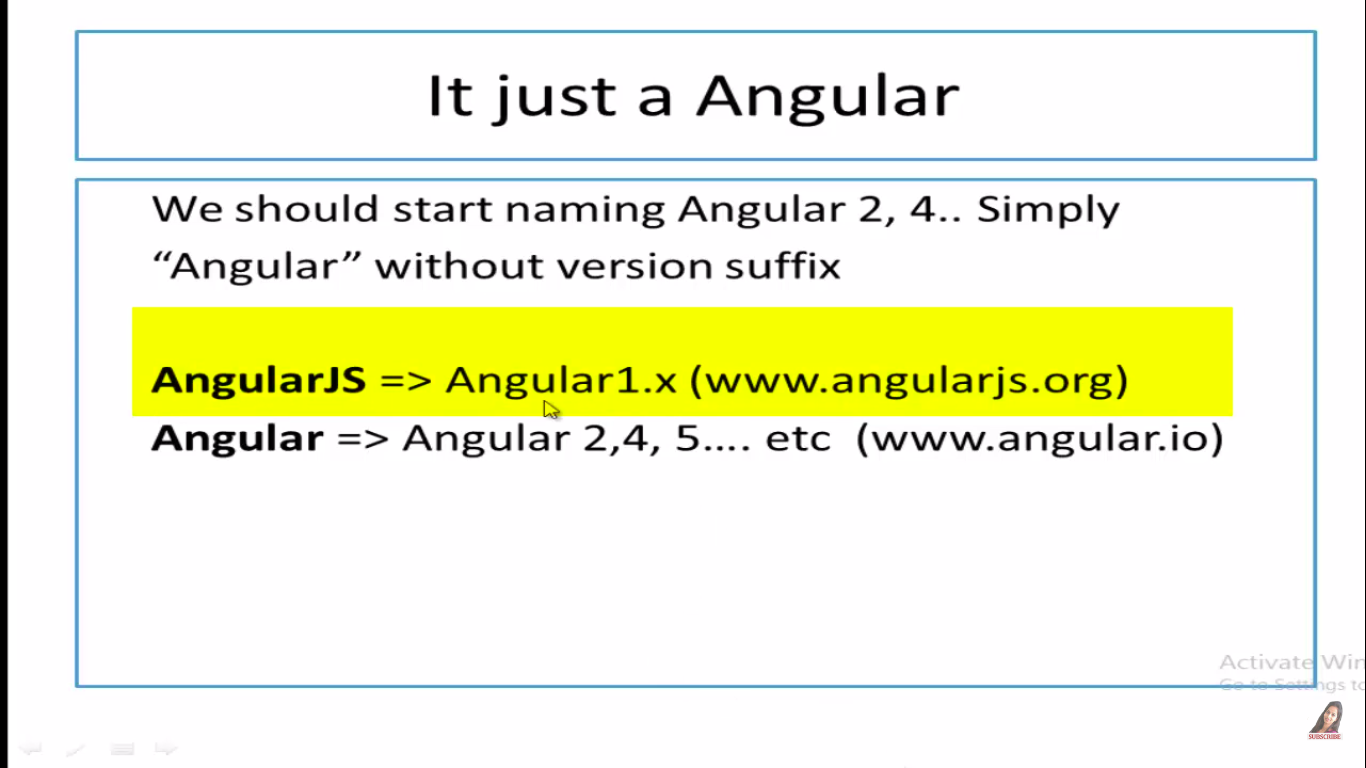 It just a Angular
We should start naming Angular 2, 4.. Simply
“Angular” without version suffix
AngularJS => Angular1.x (www.angularjs.org)
Angular => Angular 2,4, 5.... etc (www.angular.io)
Activate Win
Go to Settings to
SUBSCRIBE